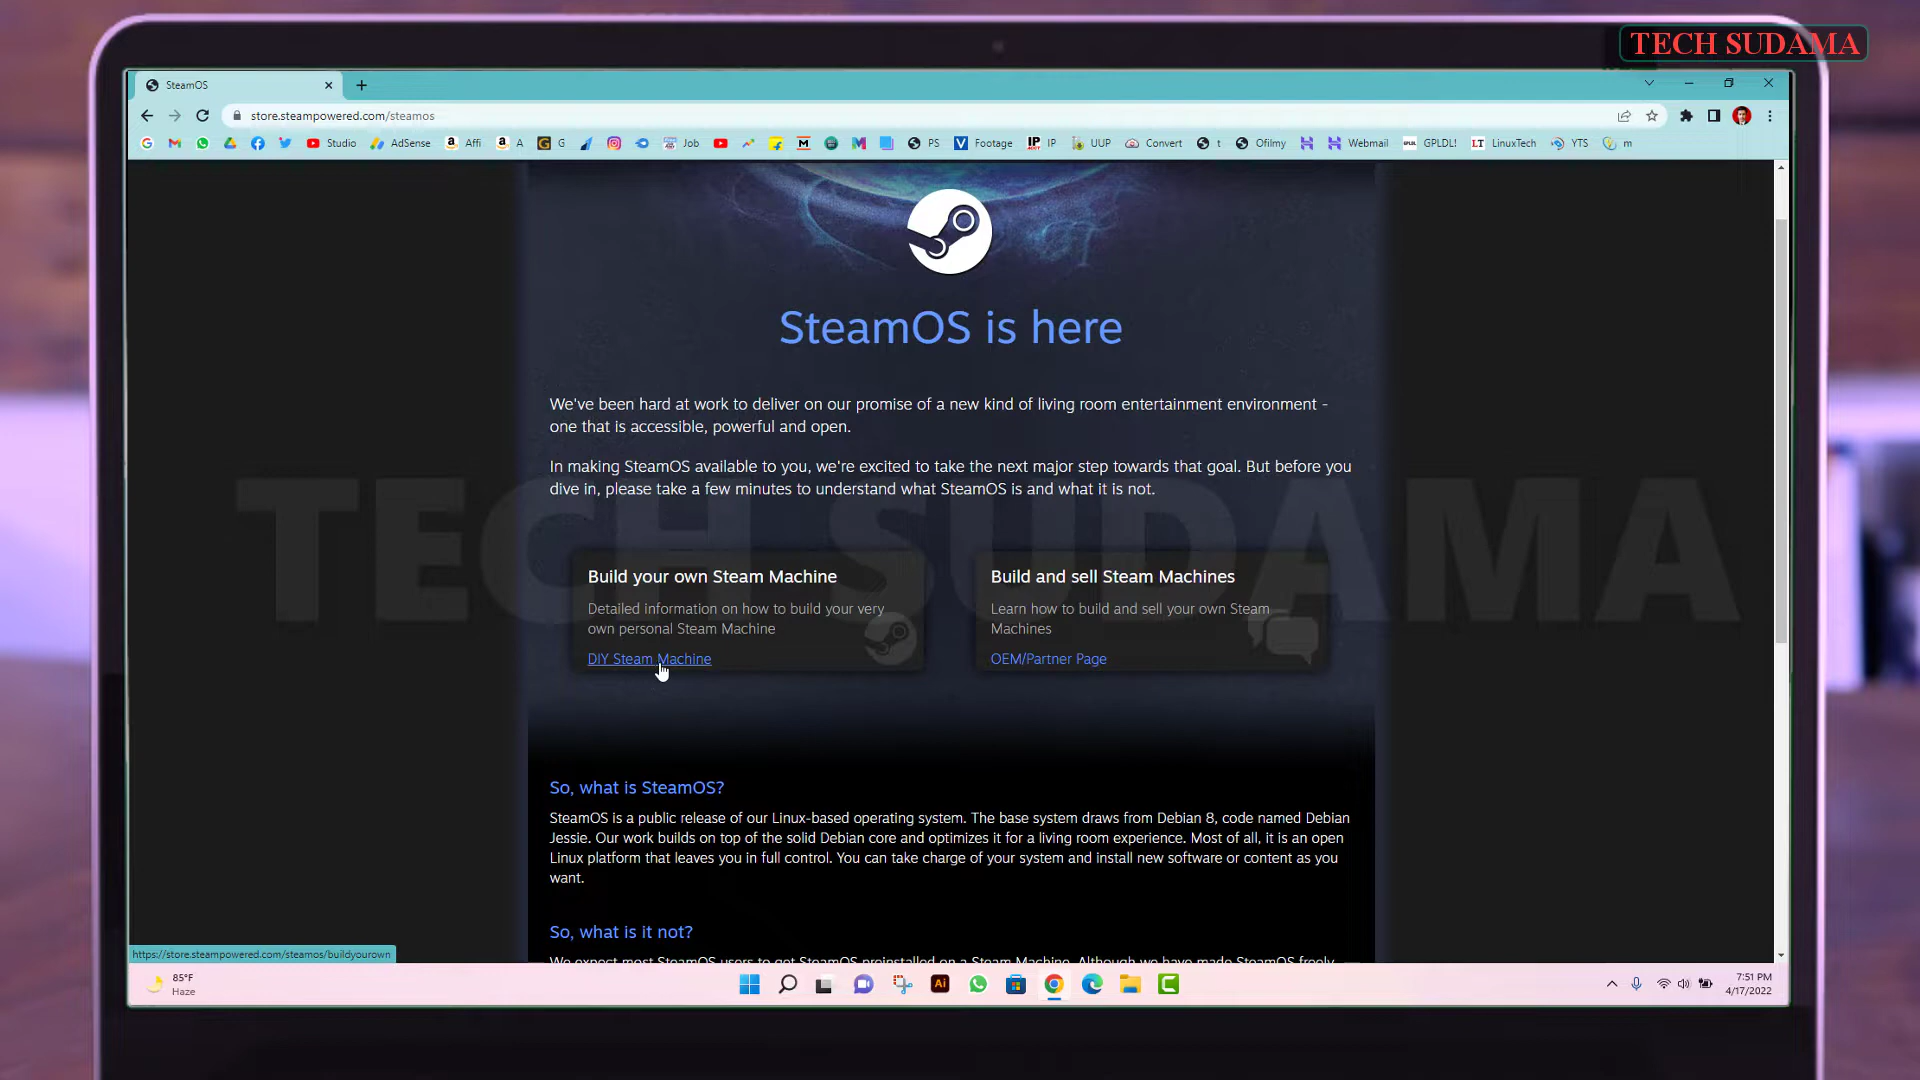 TECH SUDAMA
SteamOS
store.steampowered.com/steamos
Studio AdSense Affi A G Job PS Footage IP UUP Convert t Ofilmy Webmail GPLDL! LinuxTech YTS m
SteamOS is here
We've been hard at work to deliver on our promise of a new kind of living room entertainment environment -
one that is accessible, powerful and open.
In making SteamOS available to you, we're excited to take the next major step towards that goal. But before you
dive in, please take a few minutes to understand what SteamOS is and what it is not.
TECH SUDAMA
Build your own Steam Machine
Detailed information on how to build your very
own personal Steam Machine
DIY Steam Machine
Build and sell Steam Machines
Learn how to build and sell your own Steam
Machines
OEM/Partner Page
So, what is SteamOS?
SteamOS is a public release of our Linux-based operating system. The base system draws from Debian 8, code named Debian
Jessie. Our work builds on top of the solid Debian core and optimizes it for a living room experience. Most of all, it is an open
Linux platform that leaves you in full control. You can take charge of your system and install new software or content as you
want.
So, what is it not?
We expect most SteamOS users to get SteamOS preinstalled on a Steam Machine. Although we have made SteamOS freely
https://store.steampowered.com/steamos/buildyourown
85°F
Haze
Ai
7:51 PM
4/17/2022